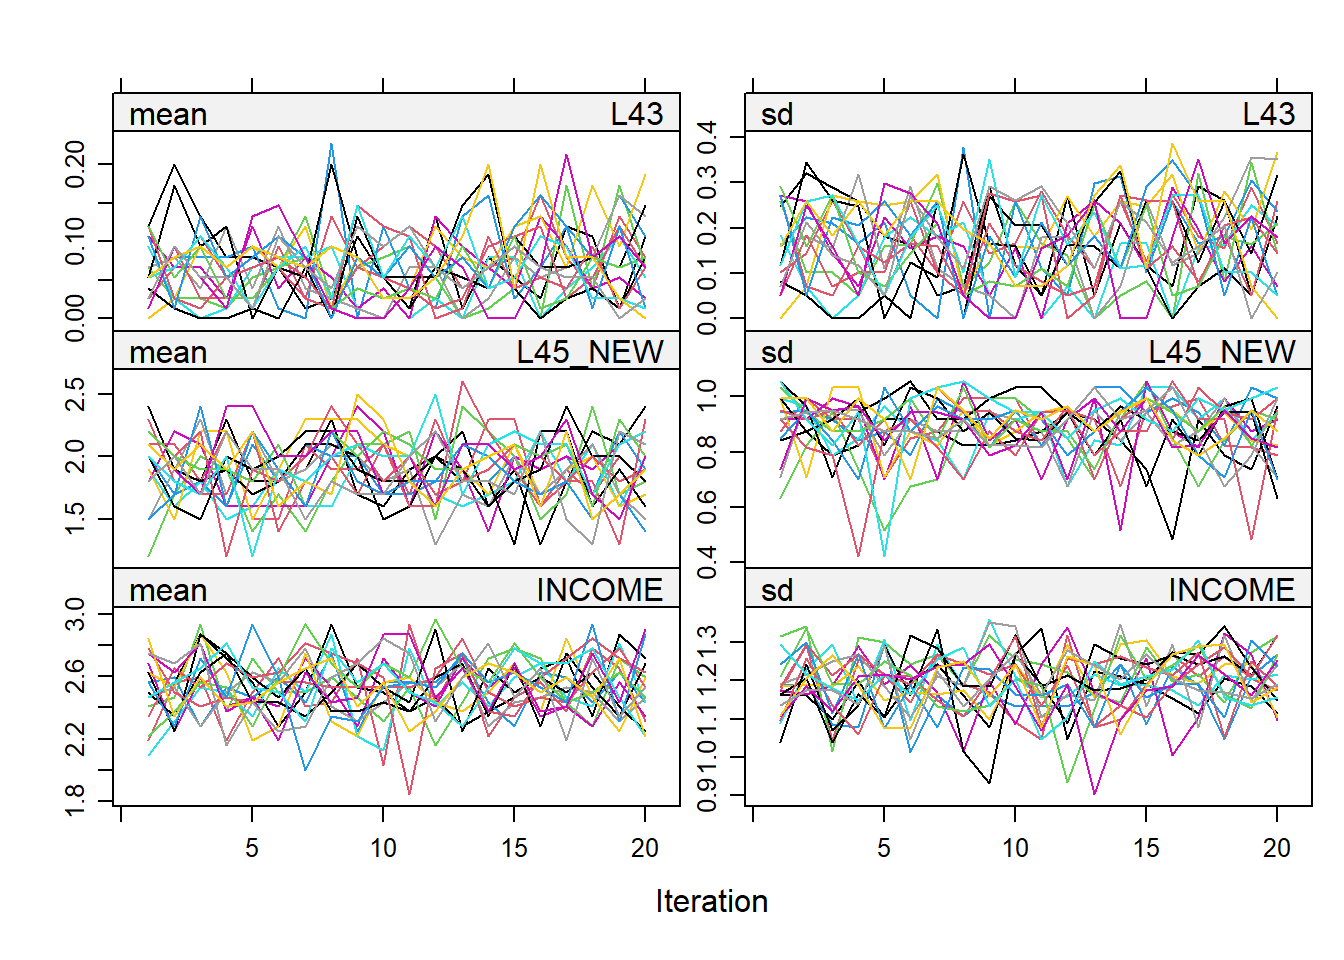 mean L43
sd L43
0.00 0.10 0.20
0.0 0.1 0.2 0.3 0.4
mean L45_NEW
sd L45_NEW
1.5 2.0 2.5
0.4 0.6 0.8 1.0
mean INCOME
sd INCOME
1.8 2.2 2.6 3.0
0.9 1.0 1.1 1.2 1.3
5 10 15 20
5 10 15 20
Iteration